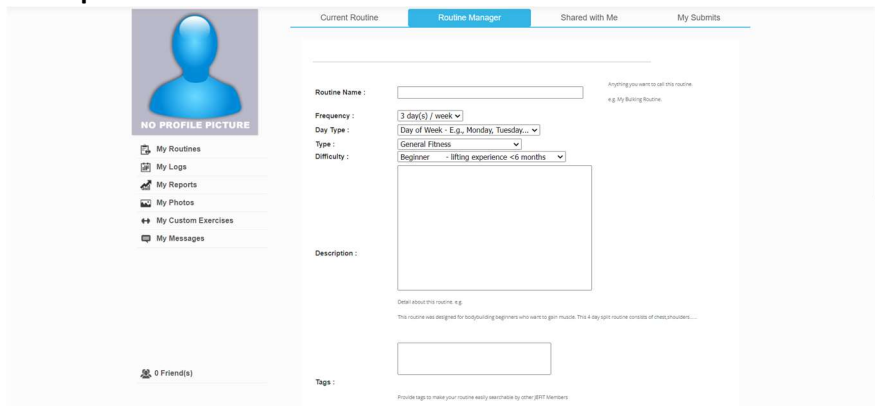 Current Routine
Routine Manager
Shared with Me
My Submits
NO PROFILE PICTURE
My Routines
My Logs
My Reports
My Photos
My Custom Exercises
My Messages
0 Friend(s)
Routine Name :
Anything you want to call this routine.
e.g. My Bulking Routine.
Frequency :
3 day(s) / week
Day Type :
Day of Week - E.g., Monday, Tuesday...
Type :
General Fitness
Difficulty :
Beginner - lifting experience <6 months
Description :
Detail about this routine. e.g.
This routine was designed for bodybuilding beginners who want to gain muscle. This 4 day split routine consists of chest,shoulders.....
Tags :
Provide tags to make your routine easily searchable by other JEFIT Members